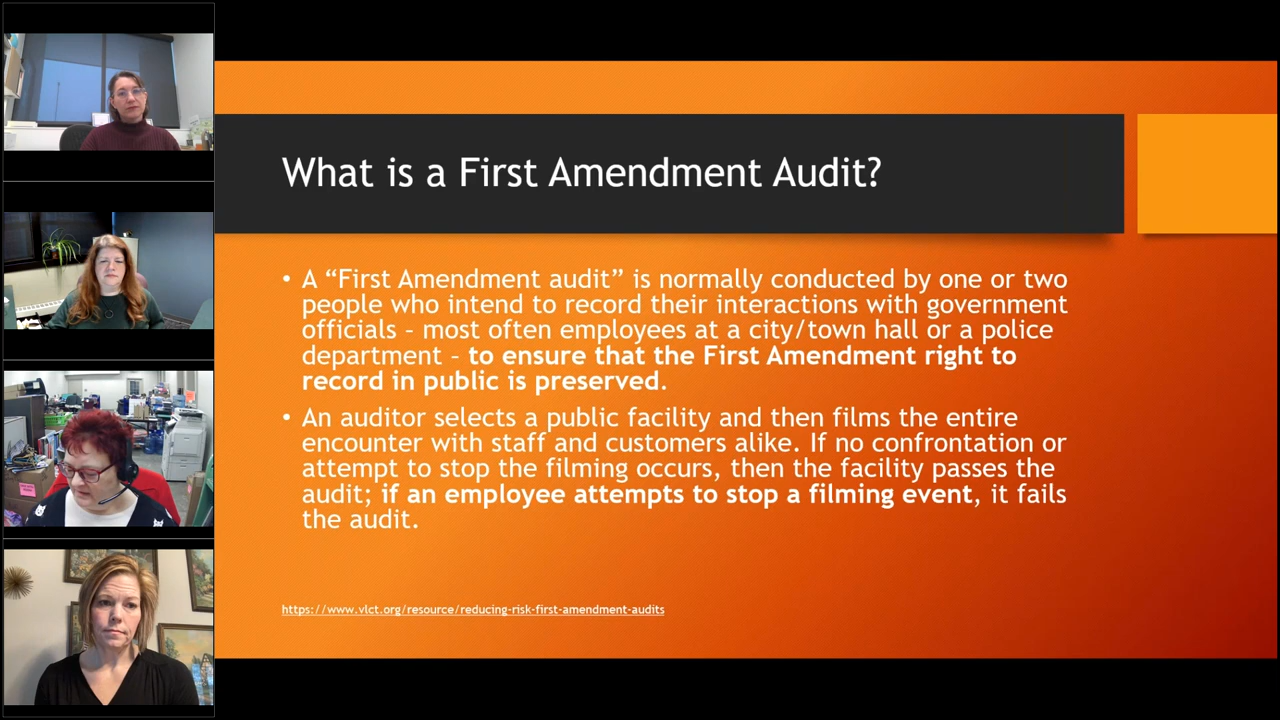 What is a First Amendment Audit?
• A “First Amendment audit” is normally conducted by one or two
people who intend to record their interactions with government
officials – most often employees at a city/town hall or a police
department – to ensure that the First Amendment right to
record in public is preserved.
• An auditor selects a public facility and then films the entire
encounter with staff and customers alike. If no confrontation or
attempt to stop the filming occurs, then the facility passes the
audit; if an employee attempts to stop a filming event, it fails
the audit.
https://www.vlct.org/resource/reducing-risk-first-amendment-audits